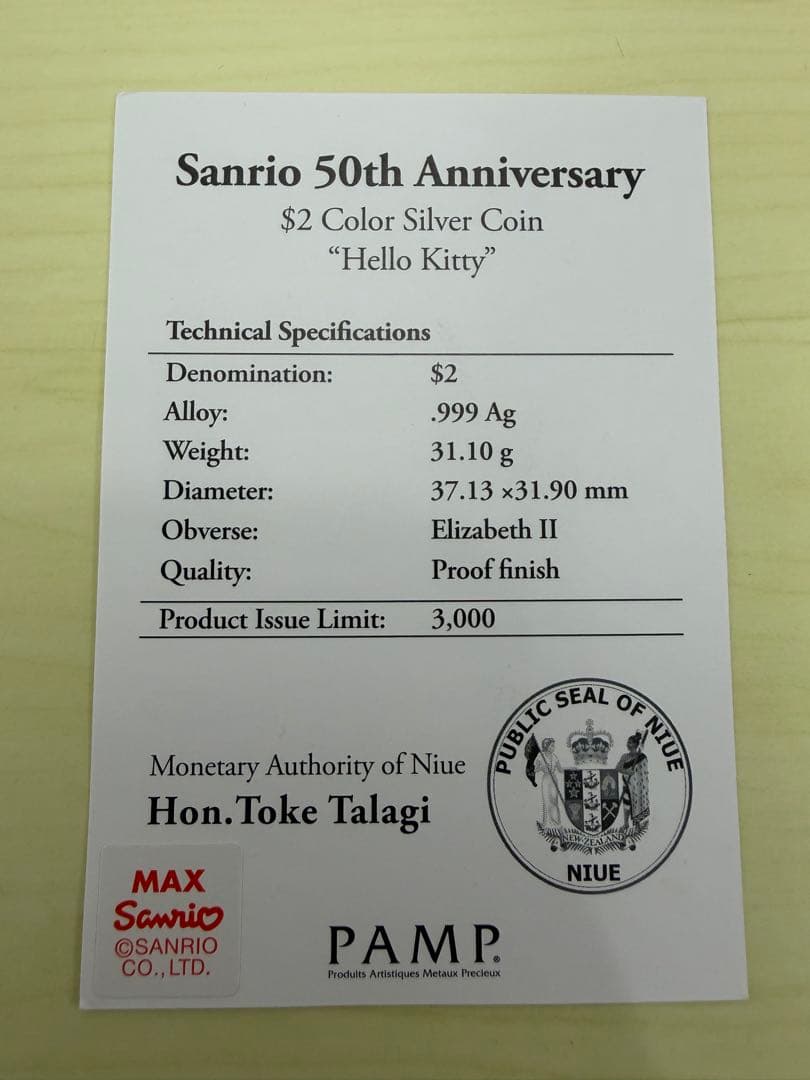 Sanrio 50th Anniversary
$2 Color Silver Coin
“Hello Kitty”
Technical Specifications
Denomination: $2
Alloy: .999 Ag
Weight: 31.10 g
Diameter: 37.13 ×31.90 mm
Obverse: Elizabeth II
Quality: Proof finish
Product Issue Limit: 3,000
PUBLIC SEAL OF NIUE
NEW ZEALAND
NIUE
Monetary Authority of Niue
Hon.Toke Talagi
MAX
Sanrio
©SANRIO
CO., LTD.
PAMP®
Produits Artistiques Metaux Precieux